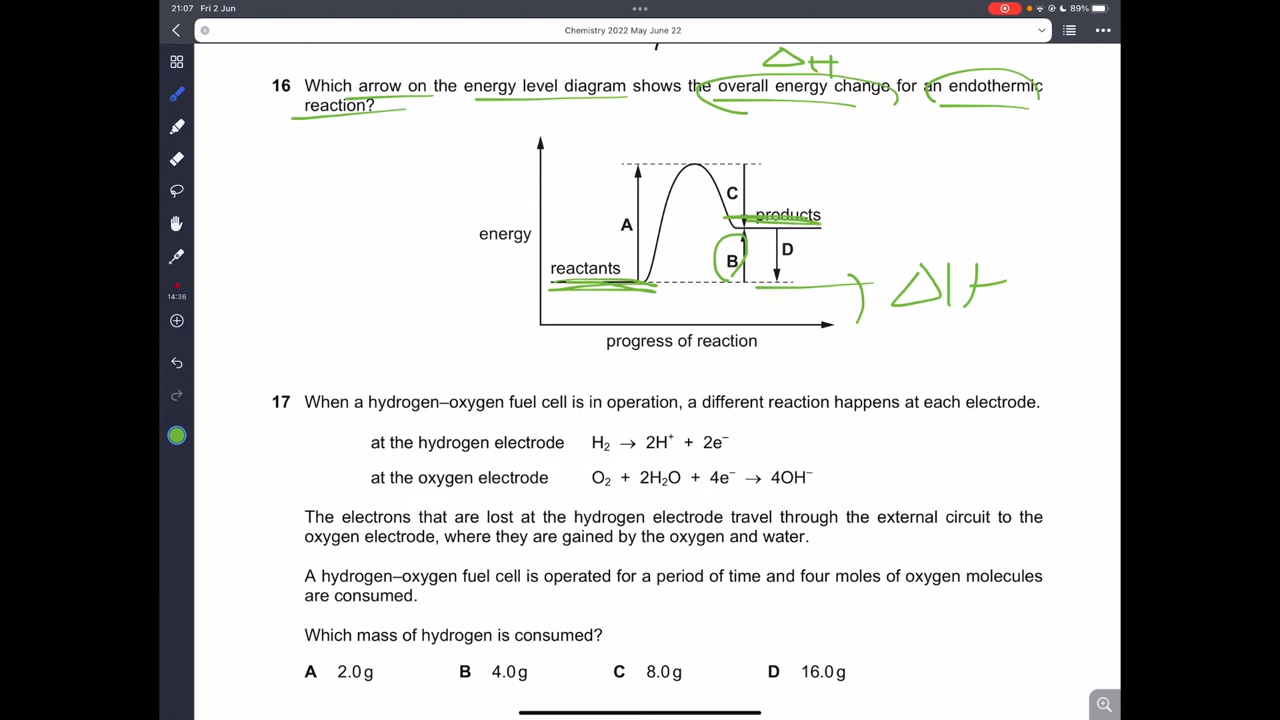 21:07 Fri 2 Jun
89%
Chemistry 2022 May June 22
ΔH
16 Which arrow on the energy level diagram shows the overall energy change for an endothermic
reaction?
energy
A
C
products
B
D
reactants
ΔH
progress of reaction
14:36
17 When a hydrogen–oxygen fuel cell is in operation, a different reaction happens at each electrode.
at the hydrogen electrode H₂ → 2H⁺ + 2e⁻
at the oxygen electrode O₂ + 2H₂O + 4e⁻ → 4OH⁻
The electrons that are lost at the hydrogen electrode travel through the external circuit to the
oxygen electrode, where they are gained by the oxygen and water.
A hydrogen–oxygen fuel cell is operated for a period of time and four moles of oxygen molecules
are consumed.
Which mass of hydrogen is consumed?
A 2.0 g B 4.0 g C 8.0 g D 16.0 g